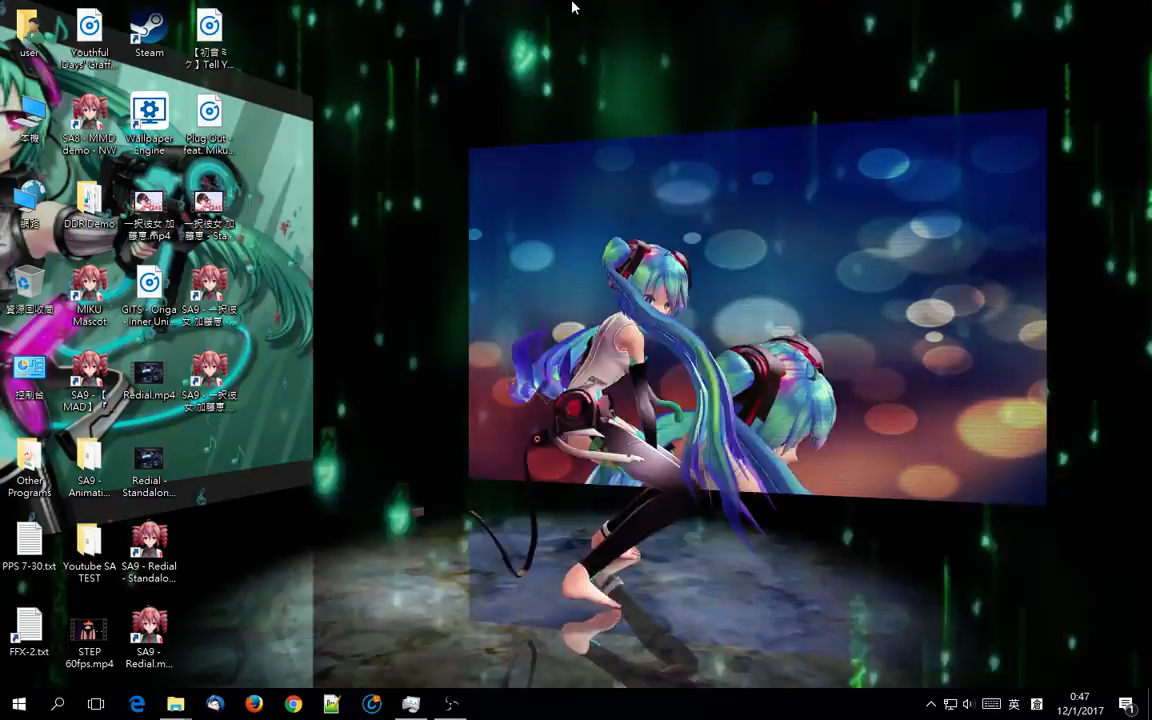 user
Youthful
Days' Graff...
Steam
【初音ミ
ク】Tell Y...
本機
SA8 - MMD
demo - NW
Wallpaper
Engine
Plug Out -
feat. Miku...
網路
DDR Demo
一択彼女 加
藤恵.mp4
一択彼女 加
藤恵 - Sta...
資源回收筒
MIKU
Mascot
GITS - Origa
- inner Uni...
SA9 - 一択彼
女 加藤恵 -...
控制台
SA9 - 【
MAD】
Redial.mp4
SA9 - 一択彼
女 加藤恵....
Other
Programs
SA9 -
Animati...
Redial -
Standalon...
PPS 7-30.txt
Youtube SA
TEST
SA9 - Redial
- Standalo...
FFX-2.txt
STEP
60fps.mp4
SA9 -
Redial.m...
英
0:47
12/1/2017
1